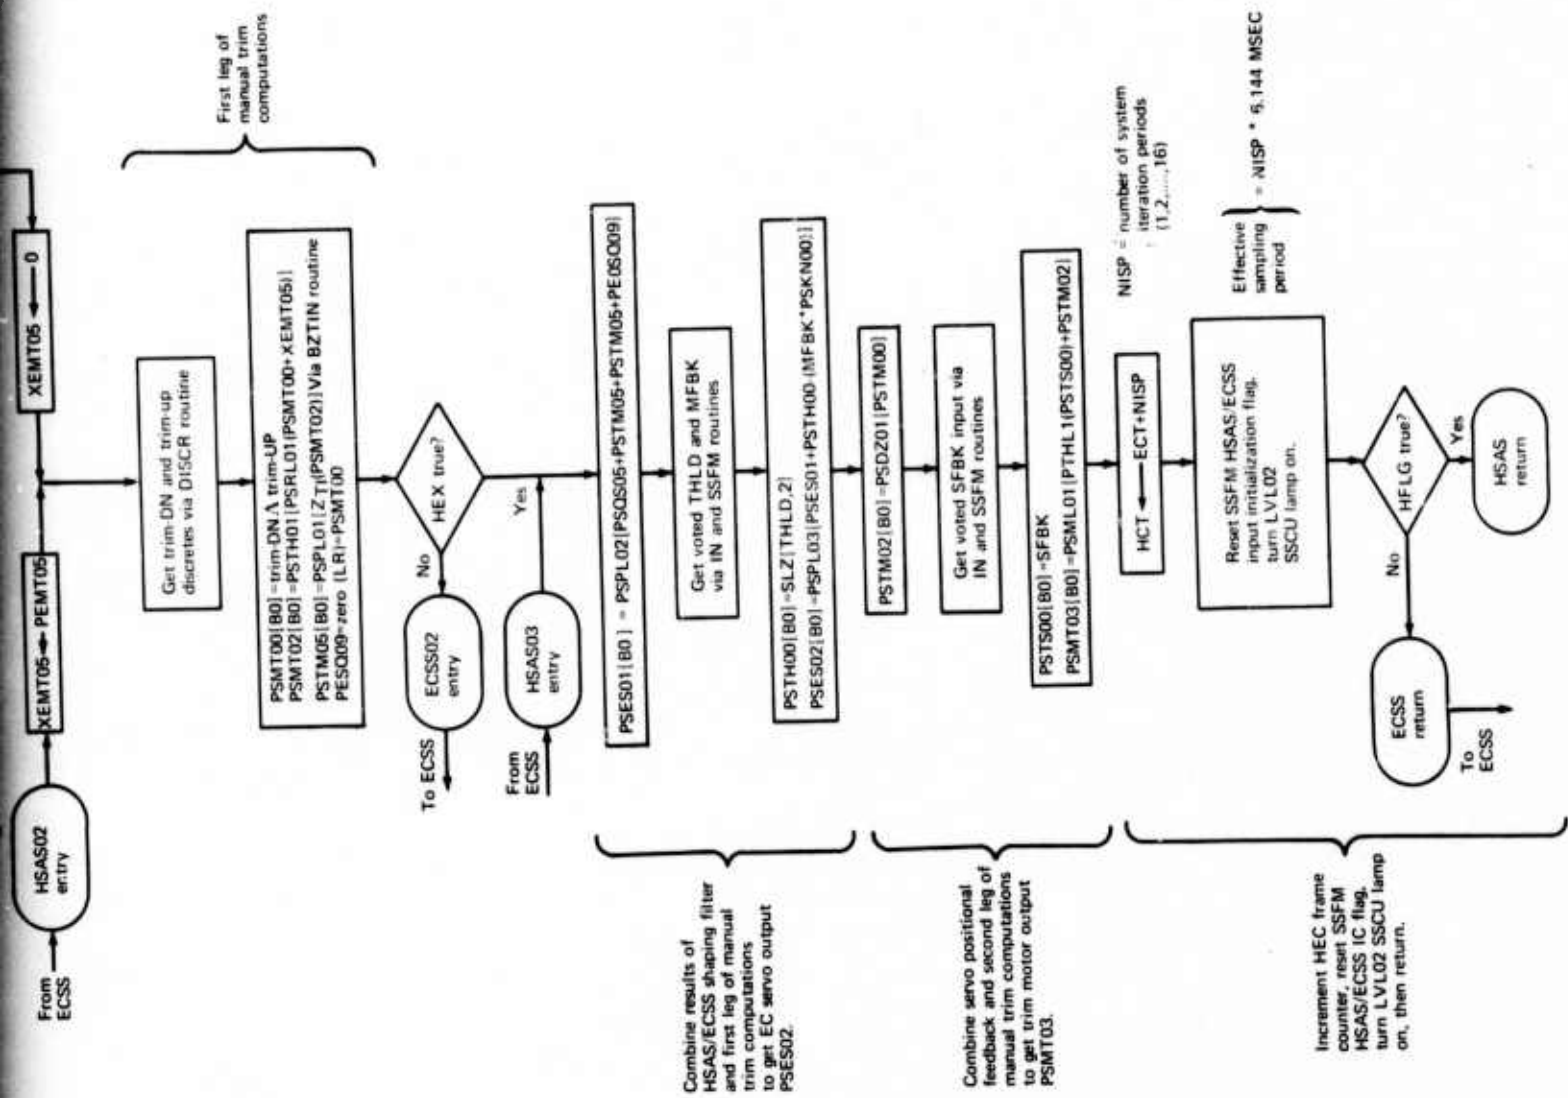 From
ECSS
HSAS02
entry
XEMT05 PEMT05
XEMT05 0
Get trim-DN and trim-up
discretes via DISCR routine
First leg of
manual trim
computations
PSMT00[B0]=trim-DN Λ trim-UP
PSMT02[B0]=PSTH01[PSRL01(PSMT00+XEMT05)]
PSTM05[B0]=PSPL01[ZT](PSMT02)] Via BZTIN routine
PESQ09=zero (LR)=PSMT00
HEX true?
No
Yes
ECSS02
entry
To ECSS
HSAS03
entry
From
ECSS
PSES01[B0] = PSPL02[PSQS05+PSTM05+PSTM05+PE0SQ09]
Get voted THLD and MFBK
via IN and SSFM routines
PSTH00[B0]=SLZ[THLD,2]
PSES02[B0]=PSPL03[PSES01+PSTH00-(MFBK*PSKN00)]
Combine results of
HSAS/ECSS shaping filter
and first leg of manual
trim computations
to get EC servo output
PSES02.
PSTM02[B0]=PSDZ01[PSTM00]
Get voted SFBK input via
IN and SSFM routines
PSTS00[B0]=SFBK
PSMT03[B0]=PSML01[PTHL1(PSTS00)+PSTM02]
Combine servo positional
feedback and second leg of
manual trim computations
to get trim motor output
PSMT03.
HCT ECT+NISP
NISP = number of system
iteration periods
(1,2,...,16)
Reset SSFM HSAS/ECSS
input initialization flag,
turn LVL02
SSCU lamp on.
Effective
sampling
period
= NISP * 6.144 MSEC
HFLG true?
No
Yes
ECSS
return
To
ECSS
HSAS
return
Increment HEC frame
counter, reset SSFM
HSAS/ECSS IC flag,
turn LVL02 SSCU lamp
on, then return.